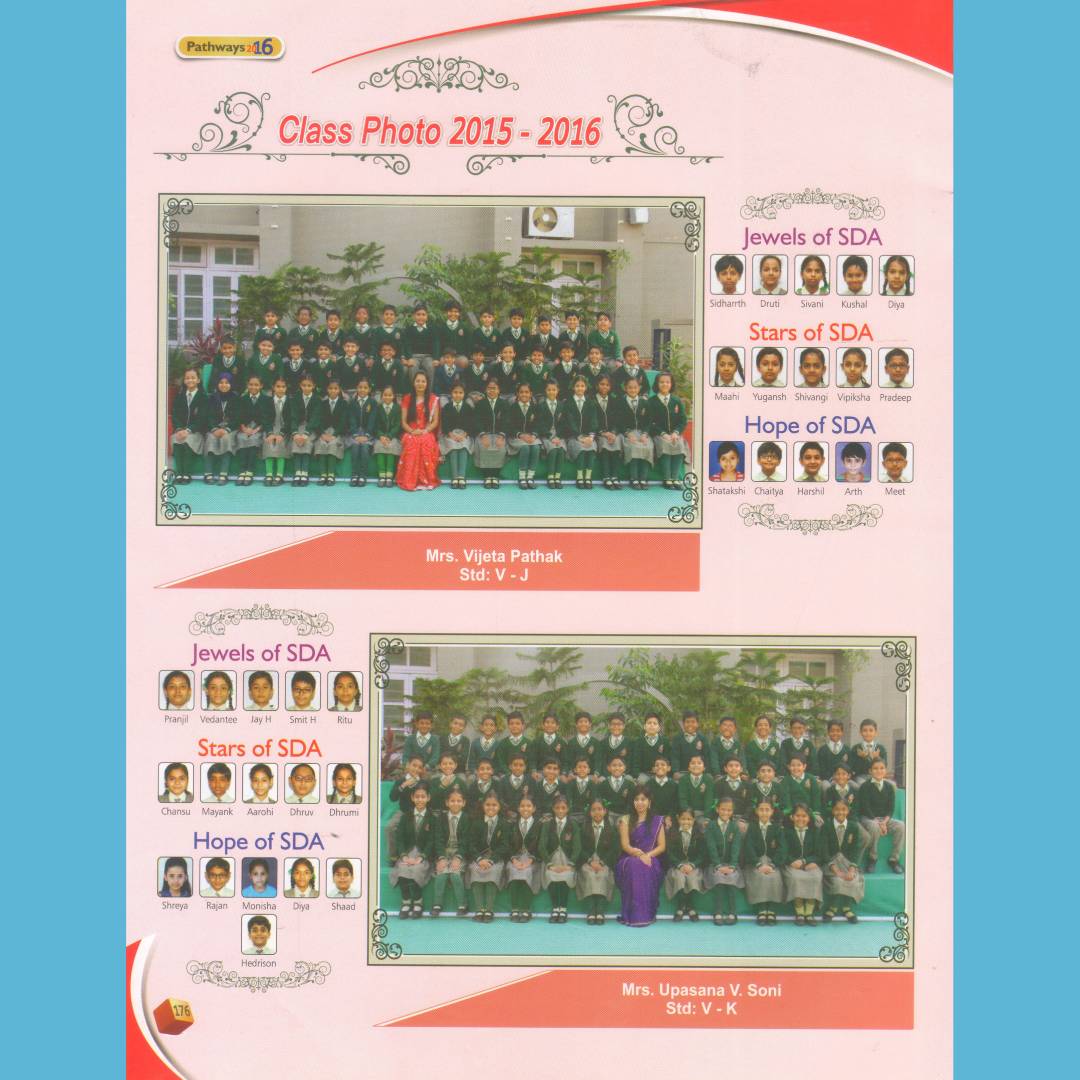 Pathways 2016
Class Photo 2015 - 2016
Jewels of SDA
Sidharrth Druti Sivani Kushal Diya
Stars of SDA
Maahi Yugansh Shivangi Vipiksha Pradeep
Hope of SDA
Shatakshi Chaitya Harshil Arth Meet
Mrs. Vijeta Pathak
Std: V - J
Jewels of SDA
Pranjil Vedantee Jay H Smit H Ritu
Stars of SDA
Chansu Mayank Aarohi Dhruv Dhrumi
Hope of SDA
Shreya Rajan Monisha Diya Shaad
Hedrison
Mrs. Upasana V. Soni
Std: V - K
176